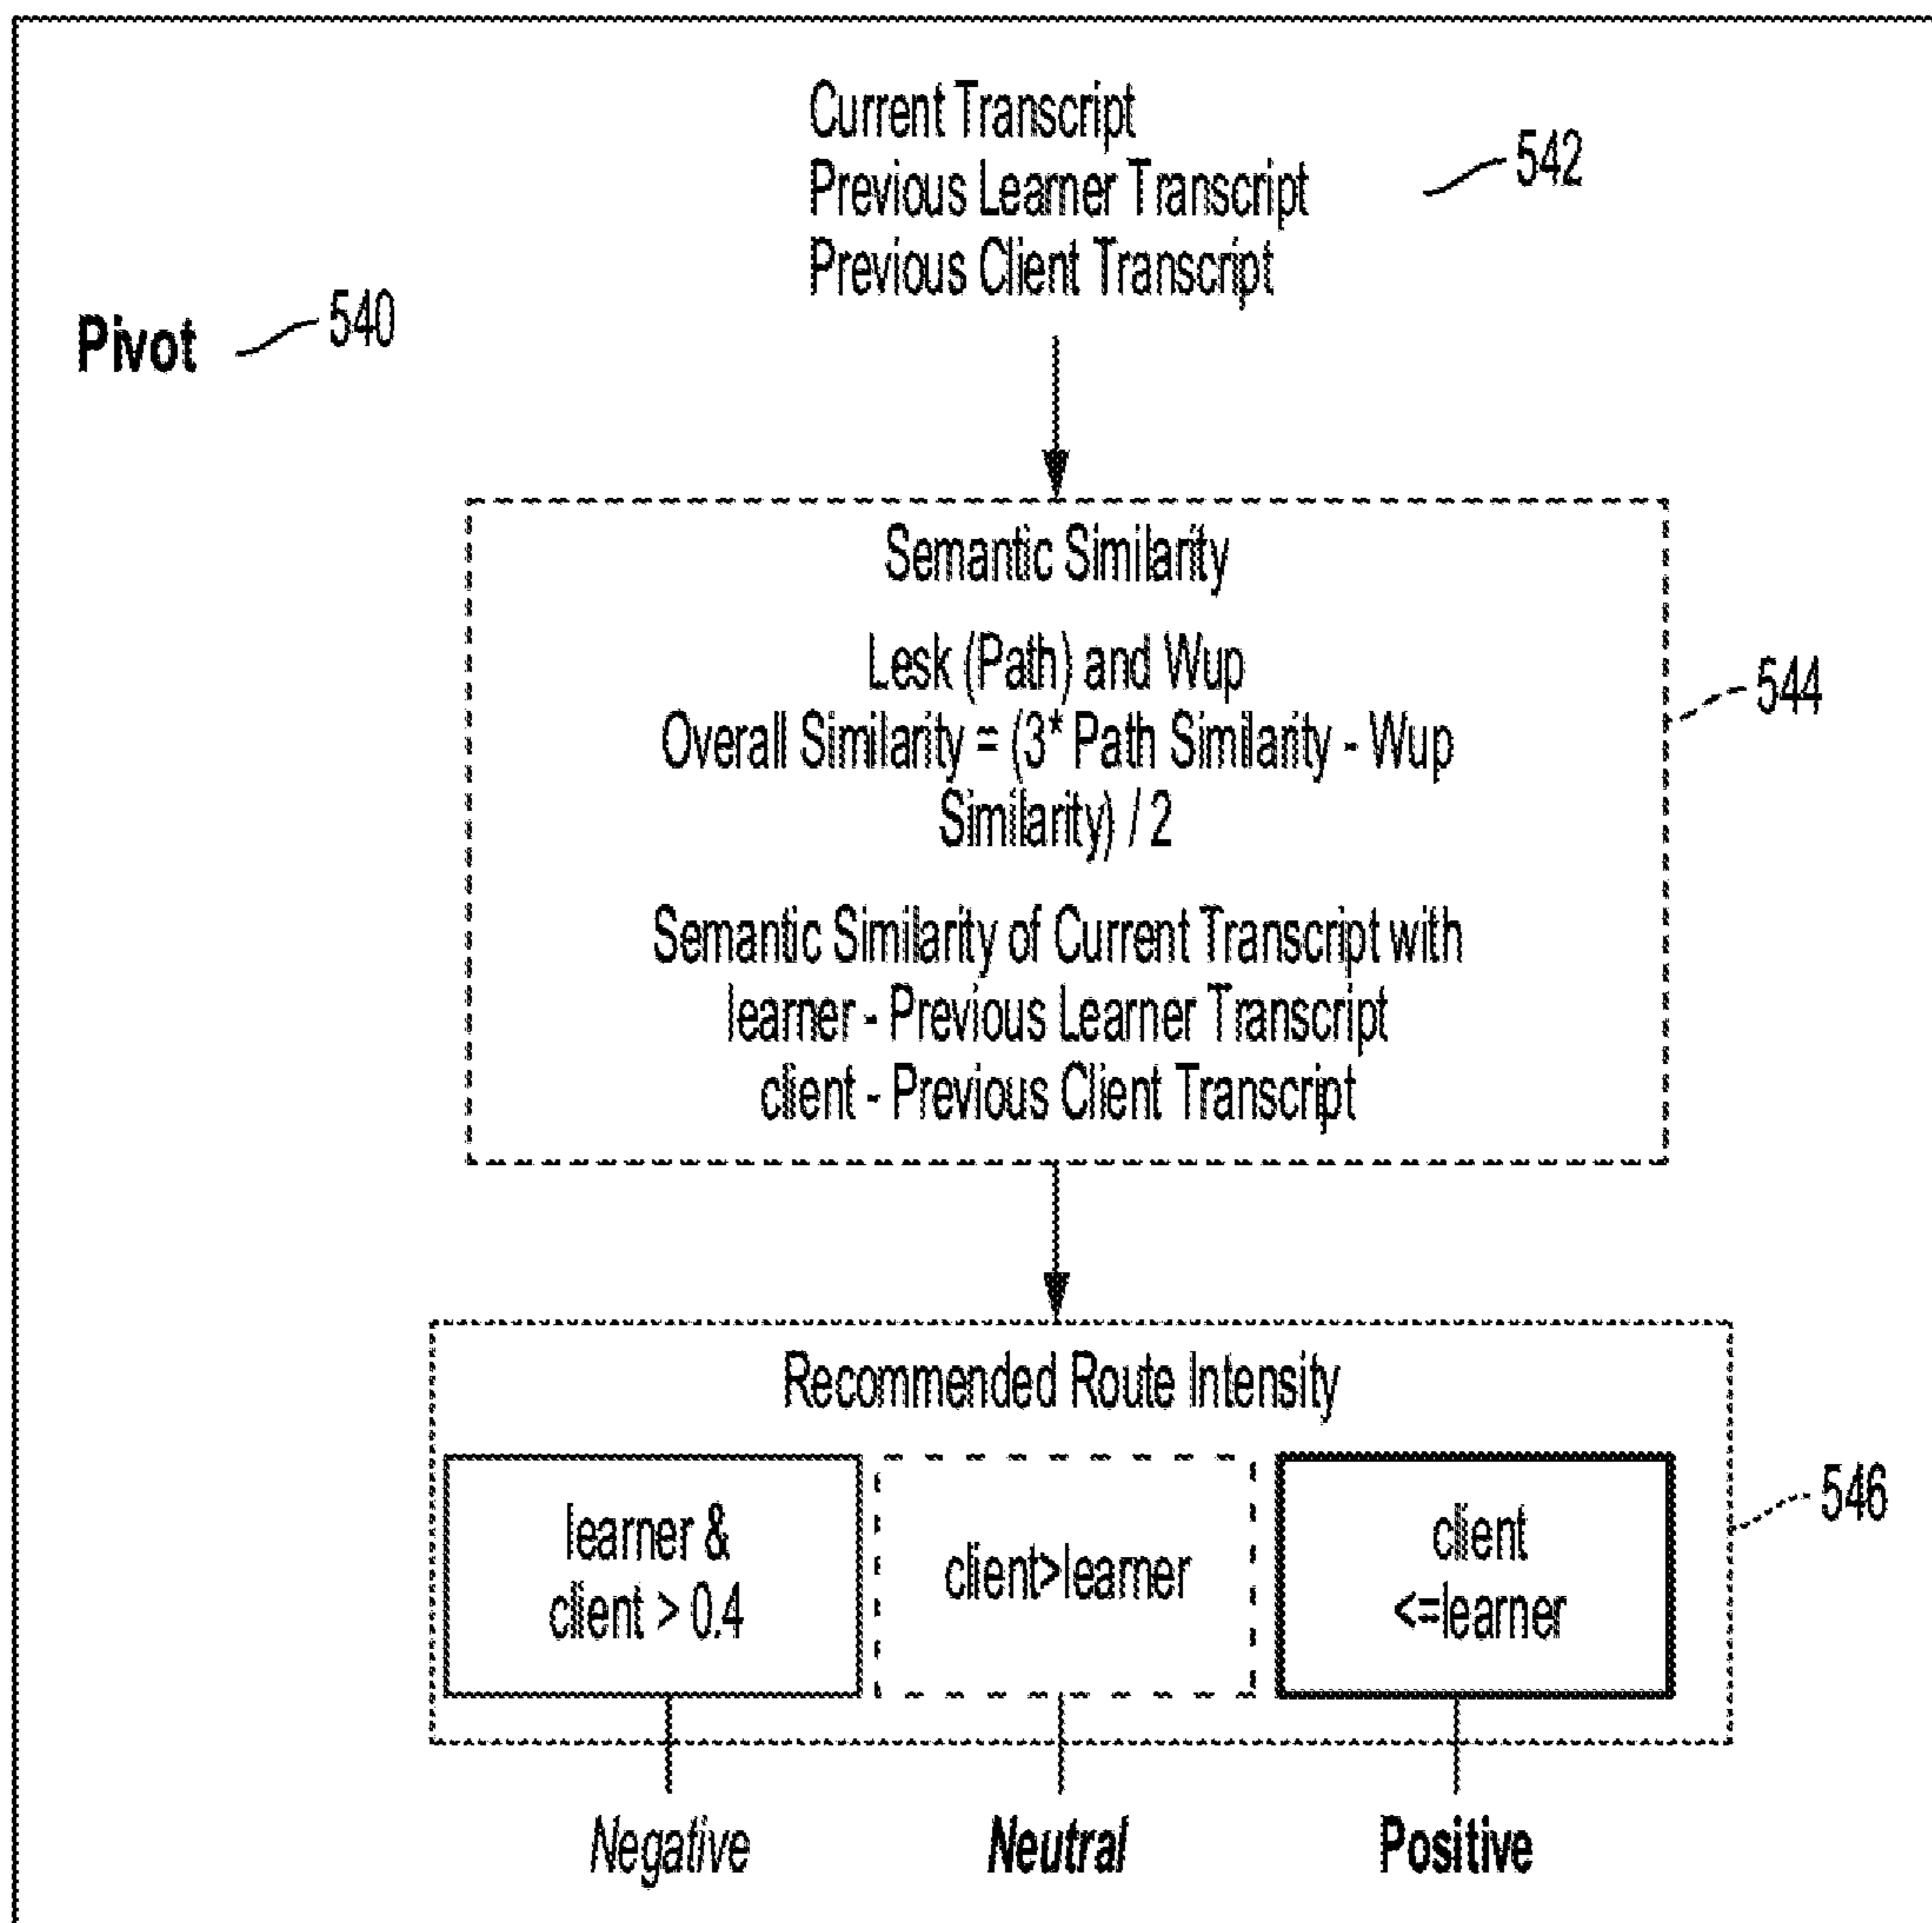 Current Transcript
Previous Learner Transcript
Previous Client Transcript
542
Pivot
540
Semantic Similarity
Lesk (Path) and Wup
Overall Similarity = (3* Path Similarity - Wup
Similarity) / 2
Semantic Similarity of Current Transcript with
learner - Previous Learner Transcript
client - Previous Client Transcript
544
Recommended Route Intensity
learner &
client > 0.4
client>learner
client
<=learner
546
Negative
Neutral
Positive